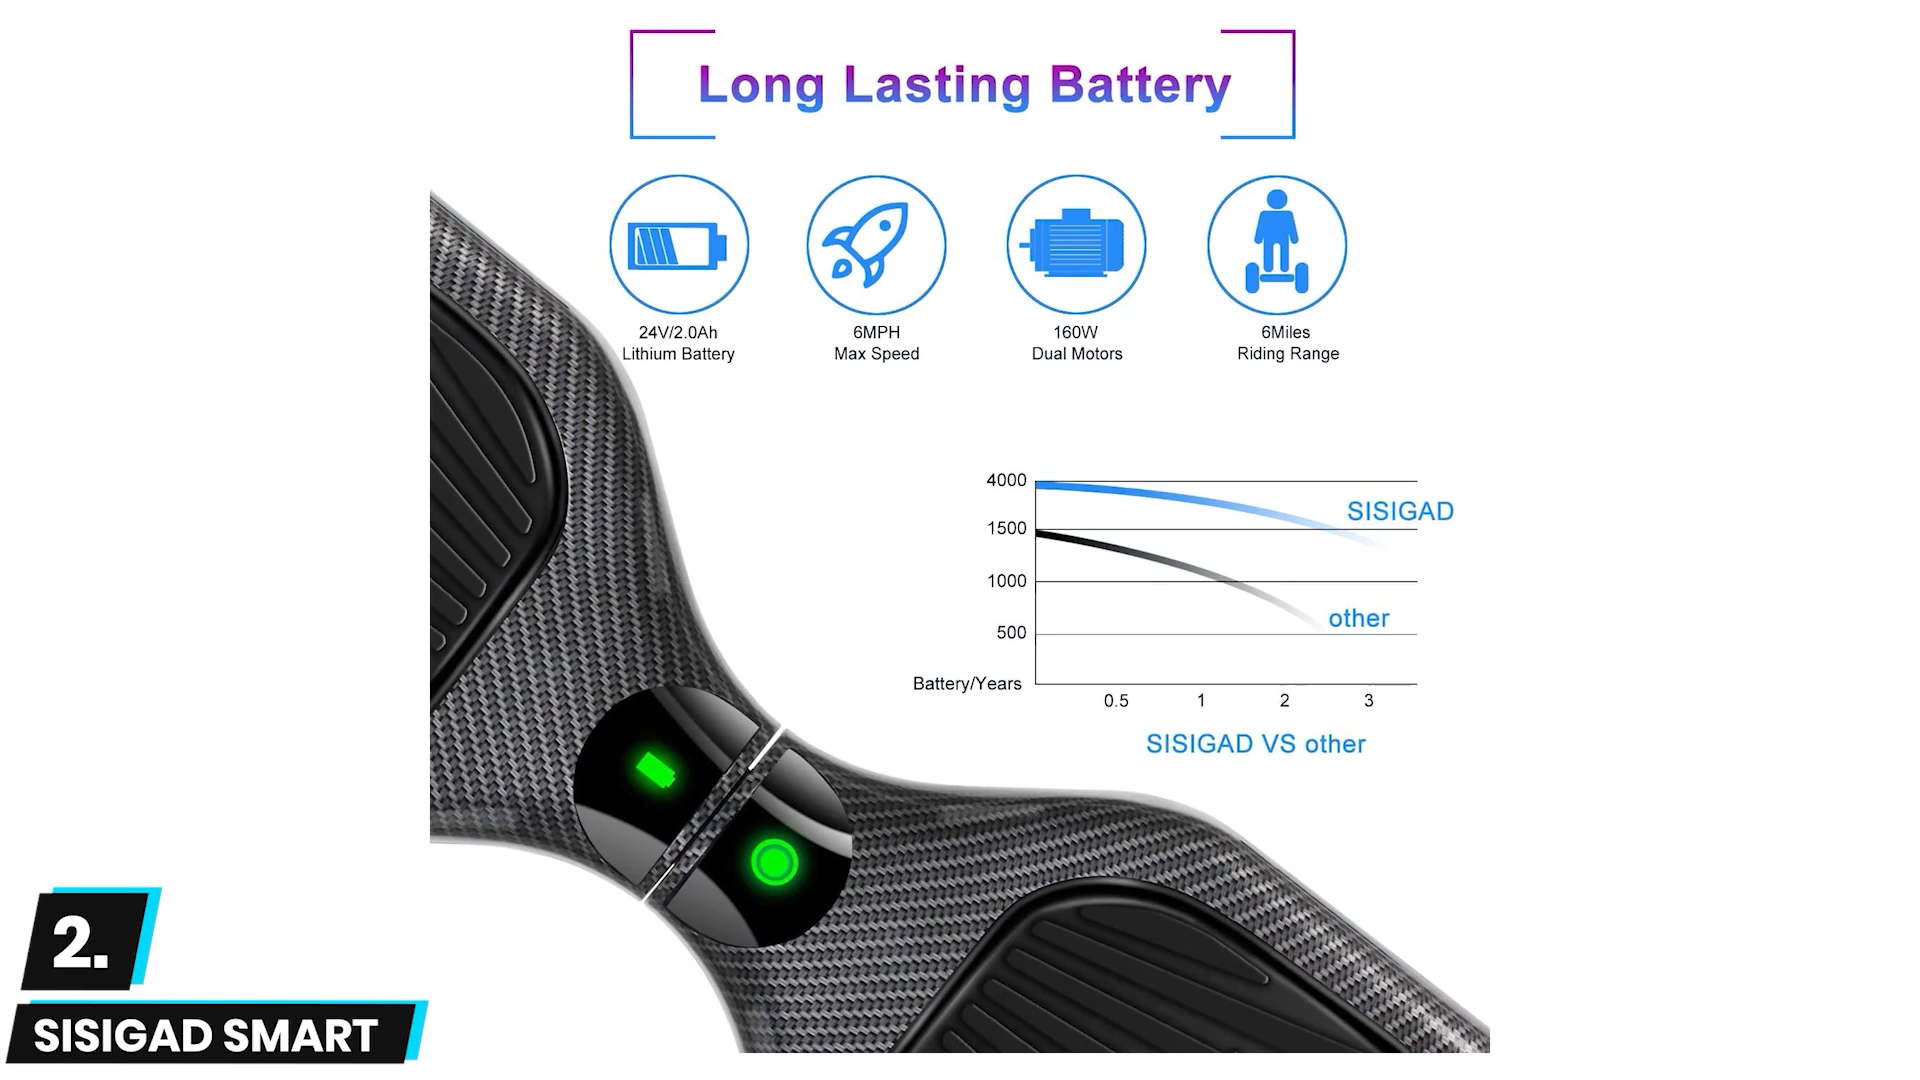 Long Lasting Battery
24V/2.0Ah
Lithium Battery
6MPH
Max Speed
160W
Dual Motors
6Miles
Riding Range
4000
1500
1000
500
SISIGAD
other
Battery/Years
0.5 1 2 3
SISIGAD VS other
2.
SISIGAD SMART